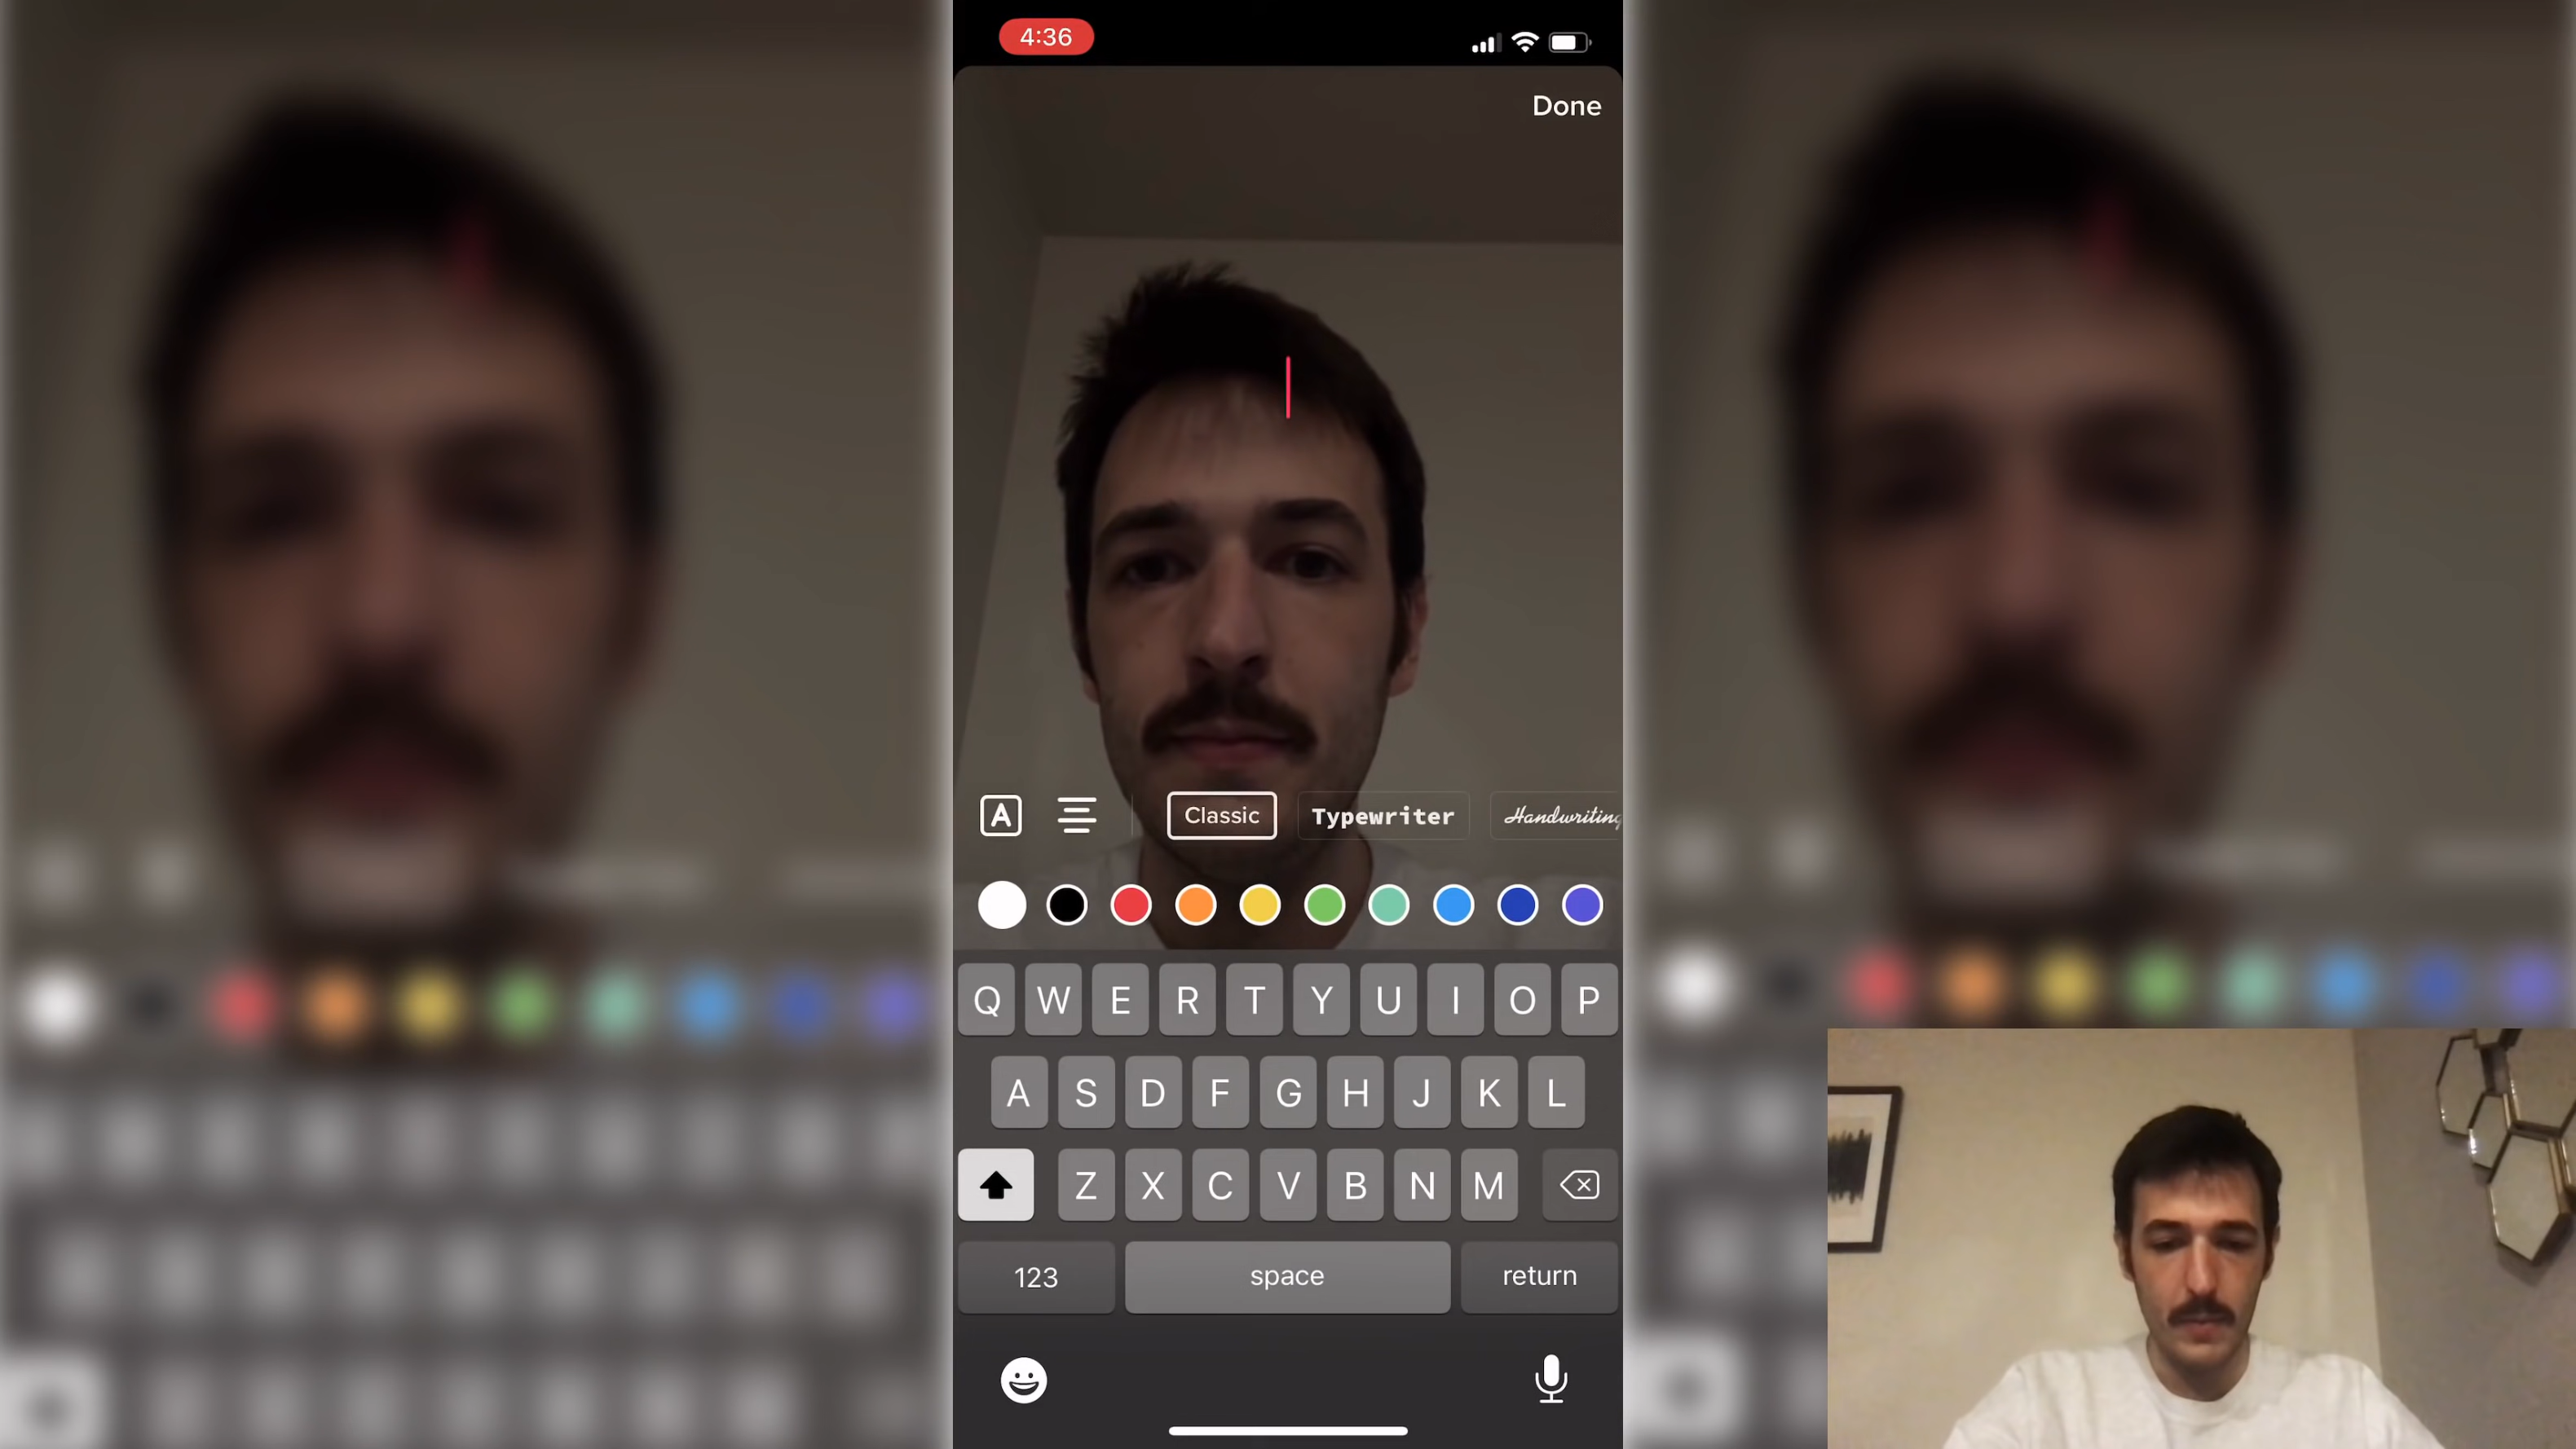 4:36
Done
A
Classic
Typewriter
Handwriting
Q W E R T Y U I O P
A S D F G H J K L
Z X C V B N M
123
space
return